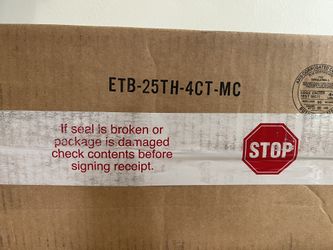 ETB-25TH-4CT-MC
If seal is broken or
package is damaged
check contents before
signing receipt.
STOP